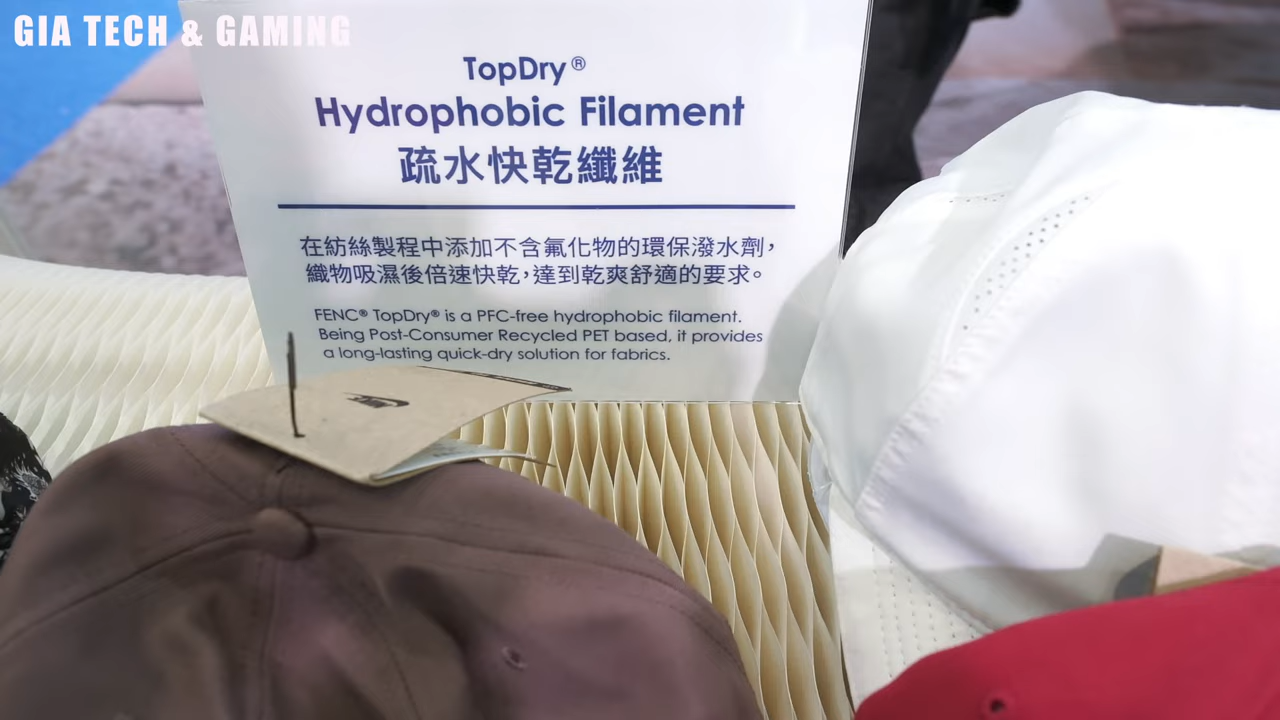 GIA TECH & GAMING
TopDry®
Hydrophobic Filament
疏水快乾纖維
在紡絲製程中添加不含氟化物的環保潑水劑，
織物吸濕後倍速快乾，達到乾爽舒適的要求。
FENC® TopDry® is a PFC-free hydrophobic filament.
Being Post-Consumer Recycled PET based, it provides
a long-lasting quick-dry solution for fabrics.